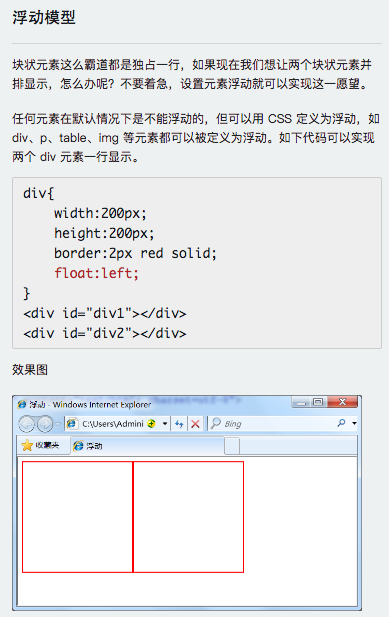 浮动模型
块状元素这么霸道都是独占一行，如果现在我们想让两个块状元素并
排显示，怎么办呢？不要着急，设置元素浮动就可以实现这一愿望。
任何元素在默认情况下是不能浮动的，但可以用 CSS 定义为浮动，如
div、p、table、img 等元素都可以被定义为浮动。如下代码可以实现
两个 div 元素一行显示。
div{
width:200px;
height:200px;
border:2px red solid;
float:left;
}
<div id="div1"></div>
<div id="div2"></div>
效果图
浮动 - Windows Internet Explorer
C:\Users\Admini
Bing
收藏夹
浮动